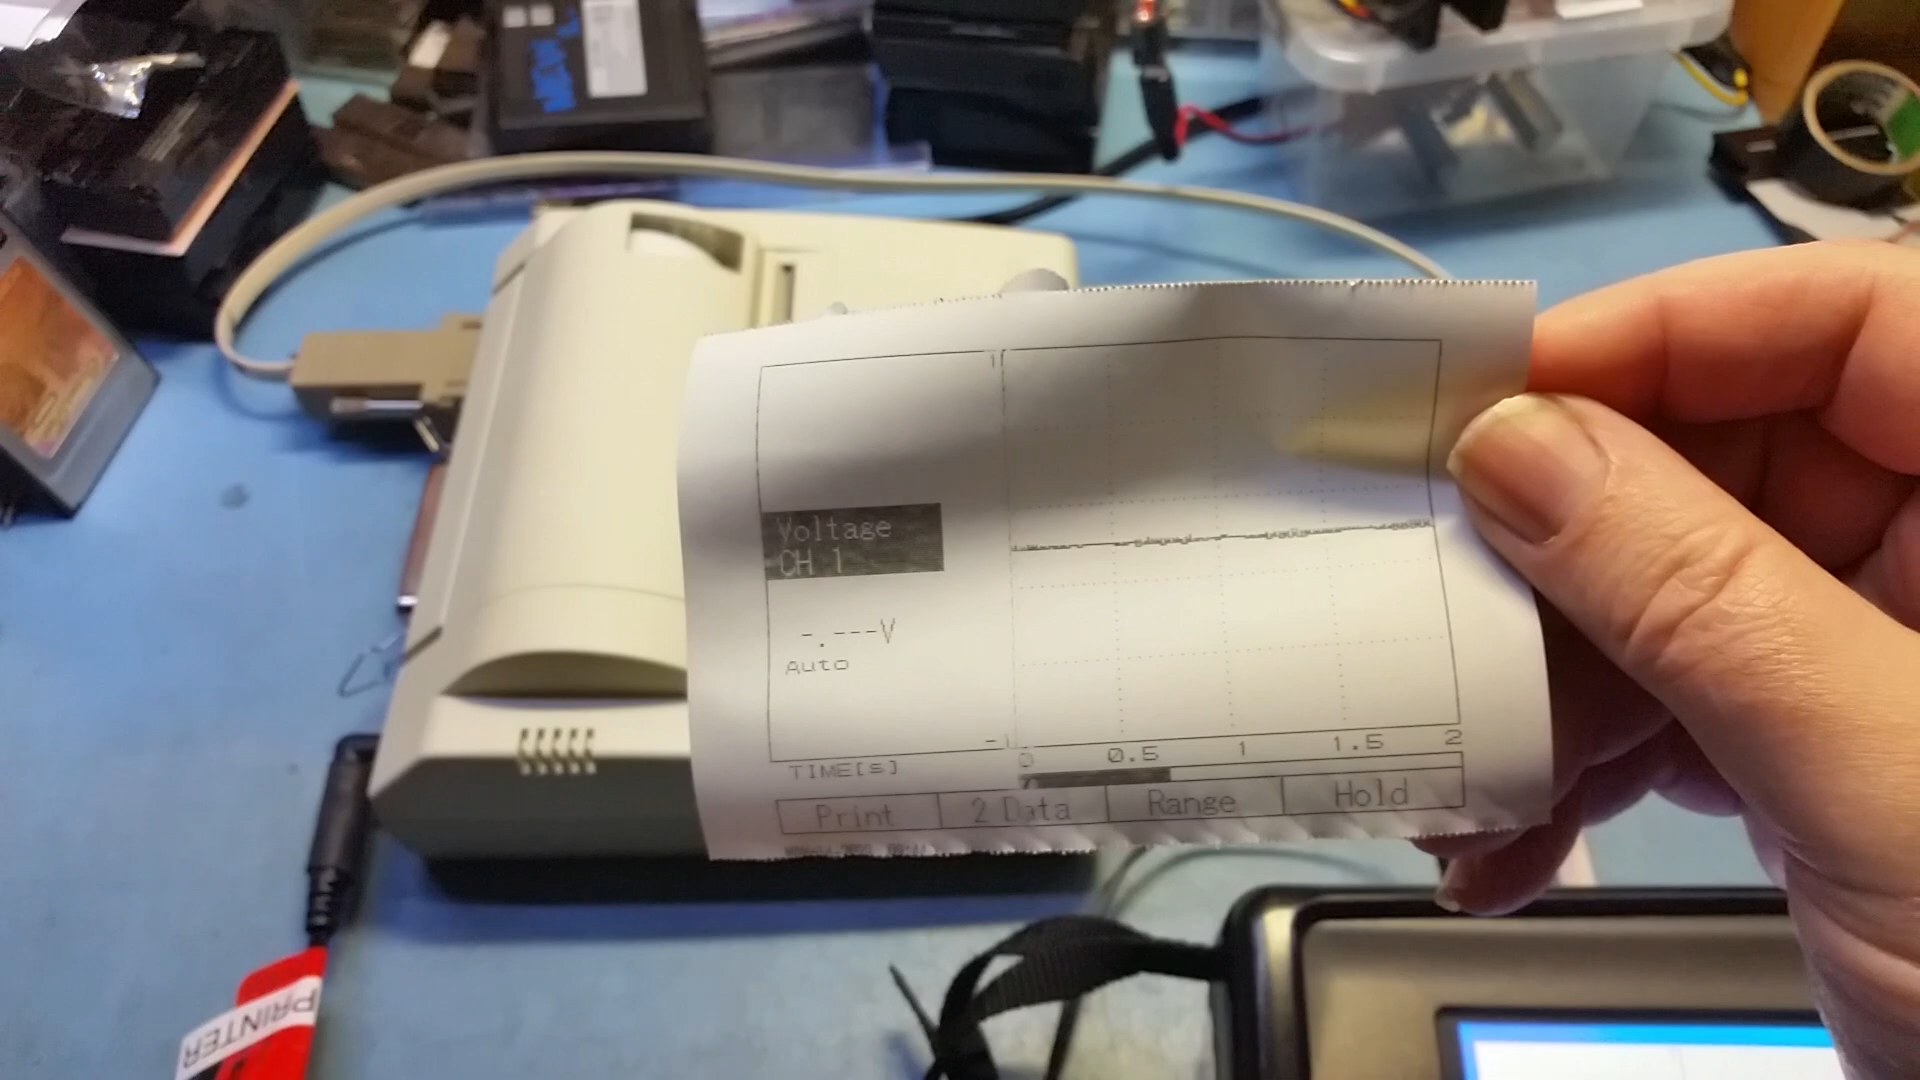 1
Voltage
CH 1
-.---V
Auto
-1
0 0.5 1 1.5 2
TIME[s]
Print 2 Data Range Hold
PRINTER